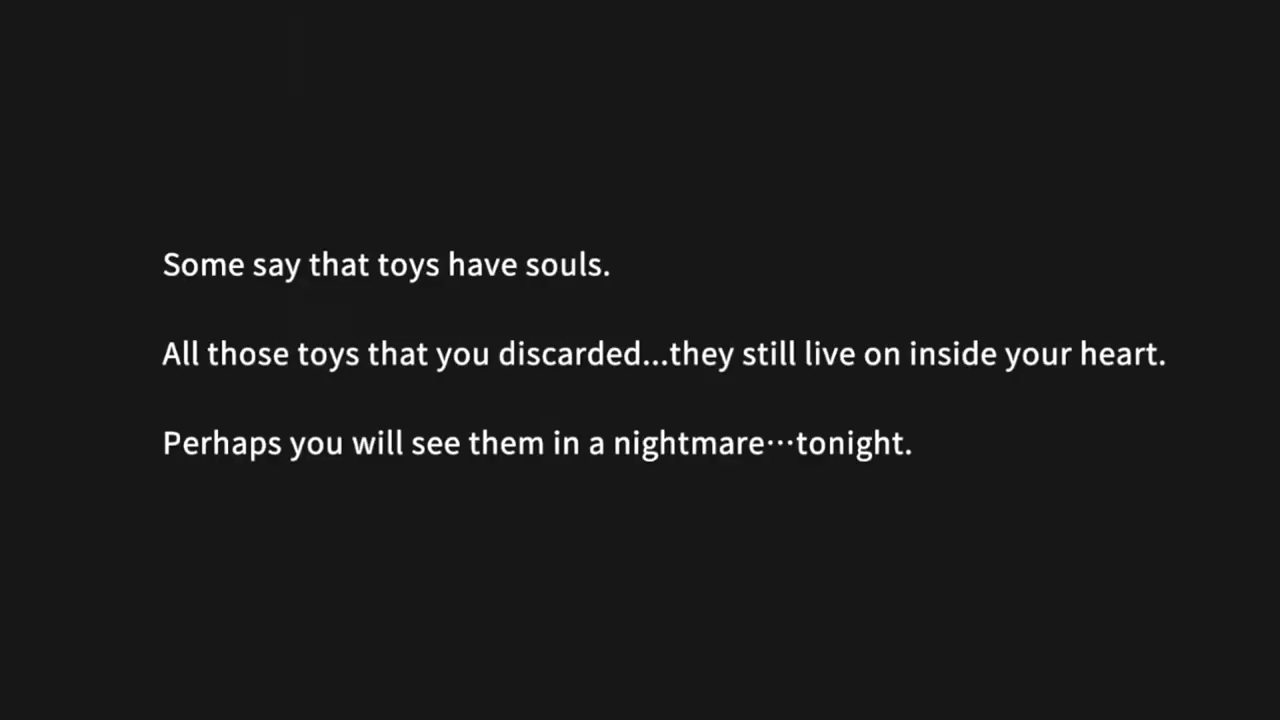 Some say that toys have souls.
All those toys that you discarded...they still live on inside your heart.
Perhaps you will see them in a nightmare⋯tonight.